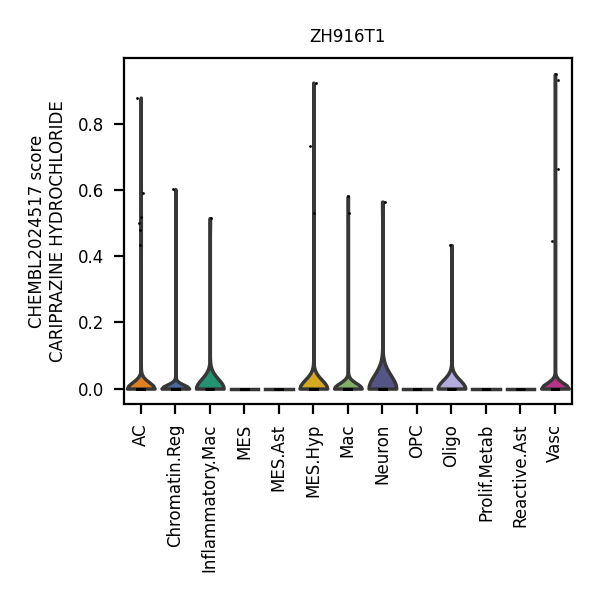 ZH916T1
CHEMBL2024517 score
CARIPRAZINE HYDROCHLORIDE
0.8
0.6
0.4
0.2
0.0
AC
Chromatin.Reg
Inflammatory.Mac
MES
MES.Ast
MES.Hyp
Mac
Neuron
OPC
Oligo
Prolif.Metab
Reactive.Ast
Vasc